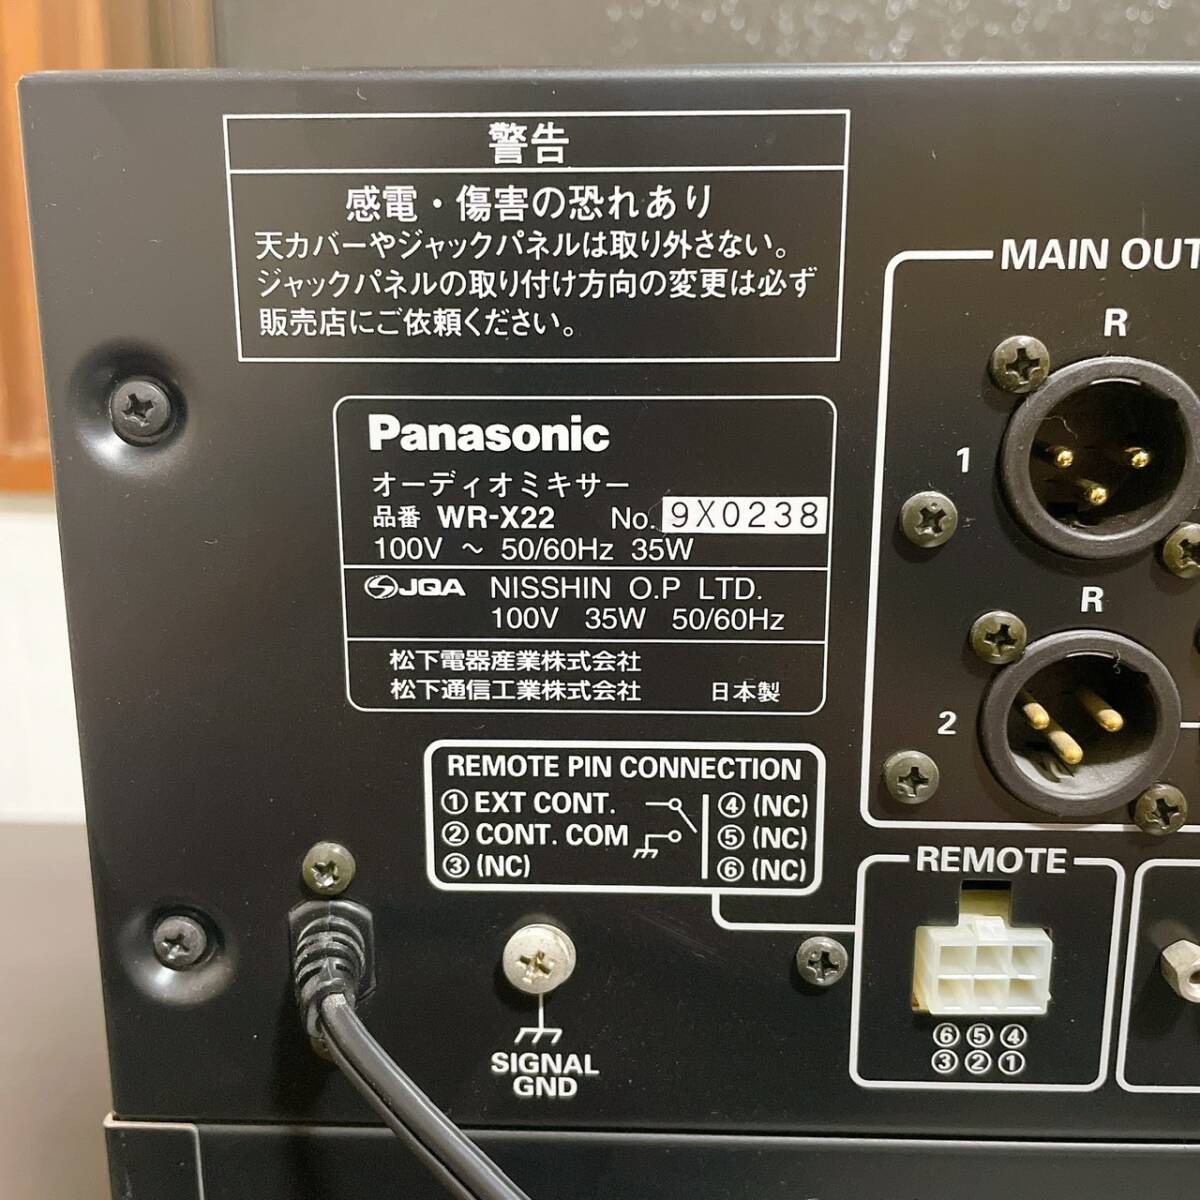 警告
感電・傷害の恐れあり
天カバーやジャックパネルは取り外さない。
ジャックパネルの取り付け方向の変更は必ず
販売店にご依頼ください。
Panasonic
オーディオミキサー
品番 WR-X22 No. 9X0238
100V ~ 50/60Hz 35W
JQA NISSHIN O.P LTD.
100V 35W 50/60Hz
松下電器産業株式会社
松下通信工業株式会社 日本製
MAIN OUT
R
1
R
2
REMOTE PIN CONNECTION
① EXT CONT. ④ (NC)
② CONT. COM ⑤ (NC)
③ (NC) ⑥ (NC)
REMOTE
⑥ ⑤ ④
③ ② ①
SIGNAL
GND